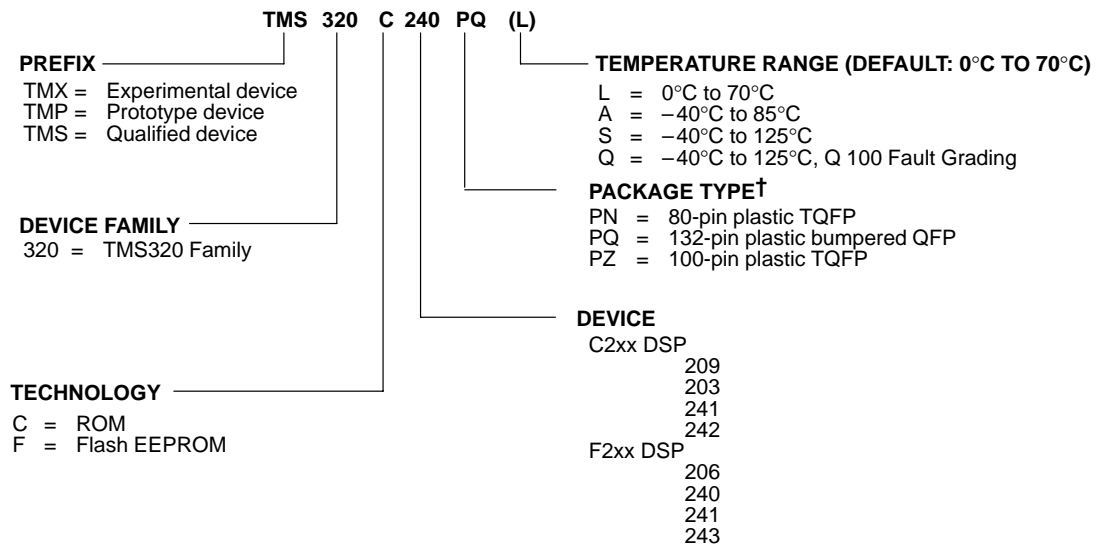 TMS 320 C 240 PQ (L)
PREFIX
TMX = Experimental device
TMP = Prototype device
TMS = Qualified device
DEVICE FAMILY
320 = TMS320 Family
TECHNOLOGY
C = ROM
F = Flash EEPROM
TEMPERATURE RANGE (DEFAULT: 0°C TO 70°C)
L = 0°C to 70°C
A = –40°C to 85°C
S = –40°C to 125°C
Q = –40°C to 125°C, Q 100 Fault Grading
PACKAGE TYPE†
PN = 80-pin plastic TQFP
PQ = 132-pin plastic bumpered QFP
PZ = 100-pin plastic TQFP
DEVICE
C2xx DSP
209
203
241
242
F2xx DSP
206
240
241
243